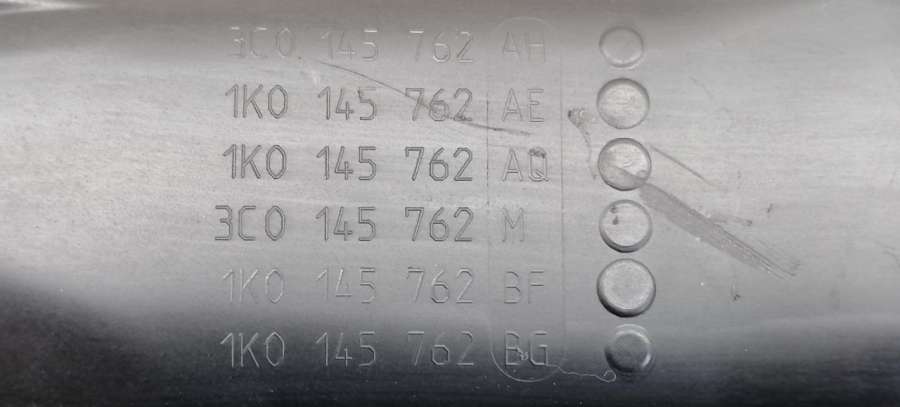 3C0 145 762 AH
1K0 145 762 AE
1K0 145 762 AQ
3C0 145 762 M
1K0 145 762 BF
1K0 145 762 BG